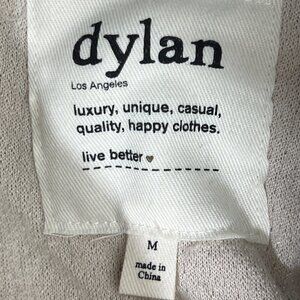 dylan
Los Angeles
luxury, unique, casual,
quality, happy clothes.
live better
M
made in
China